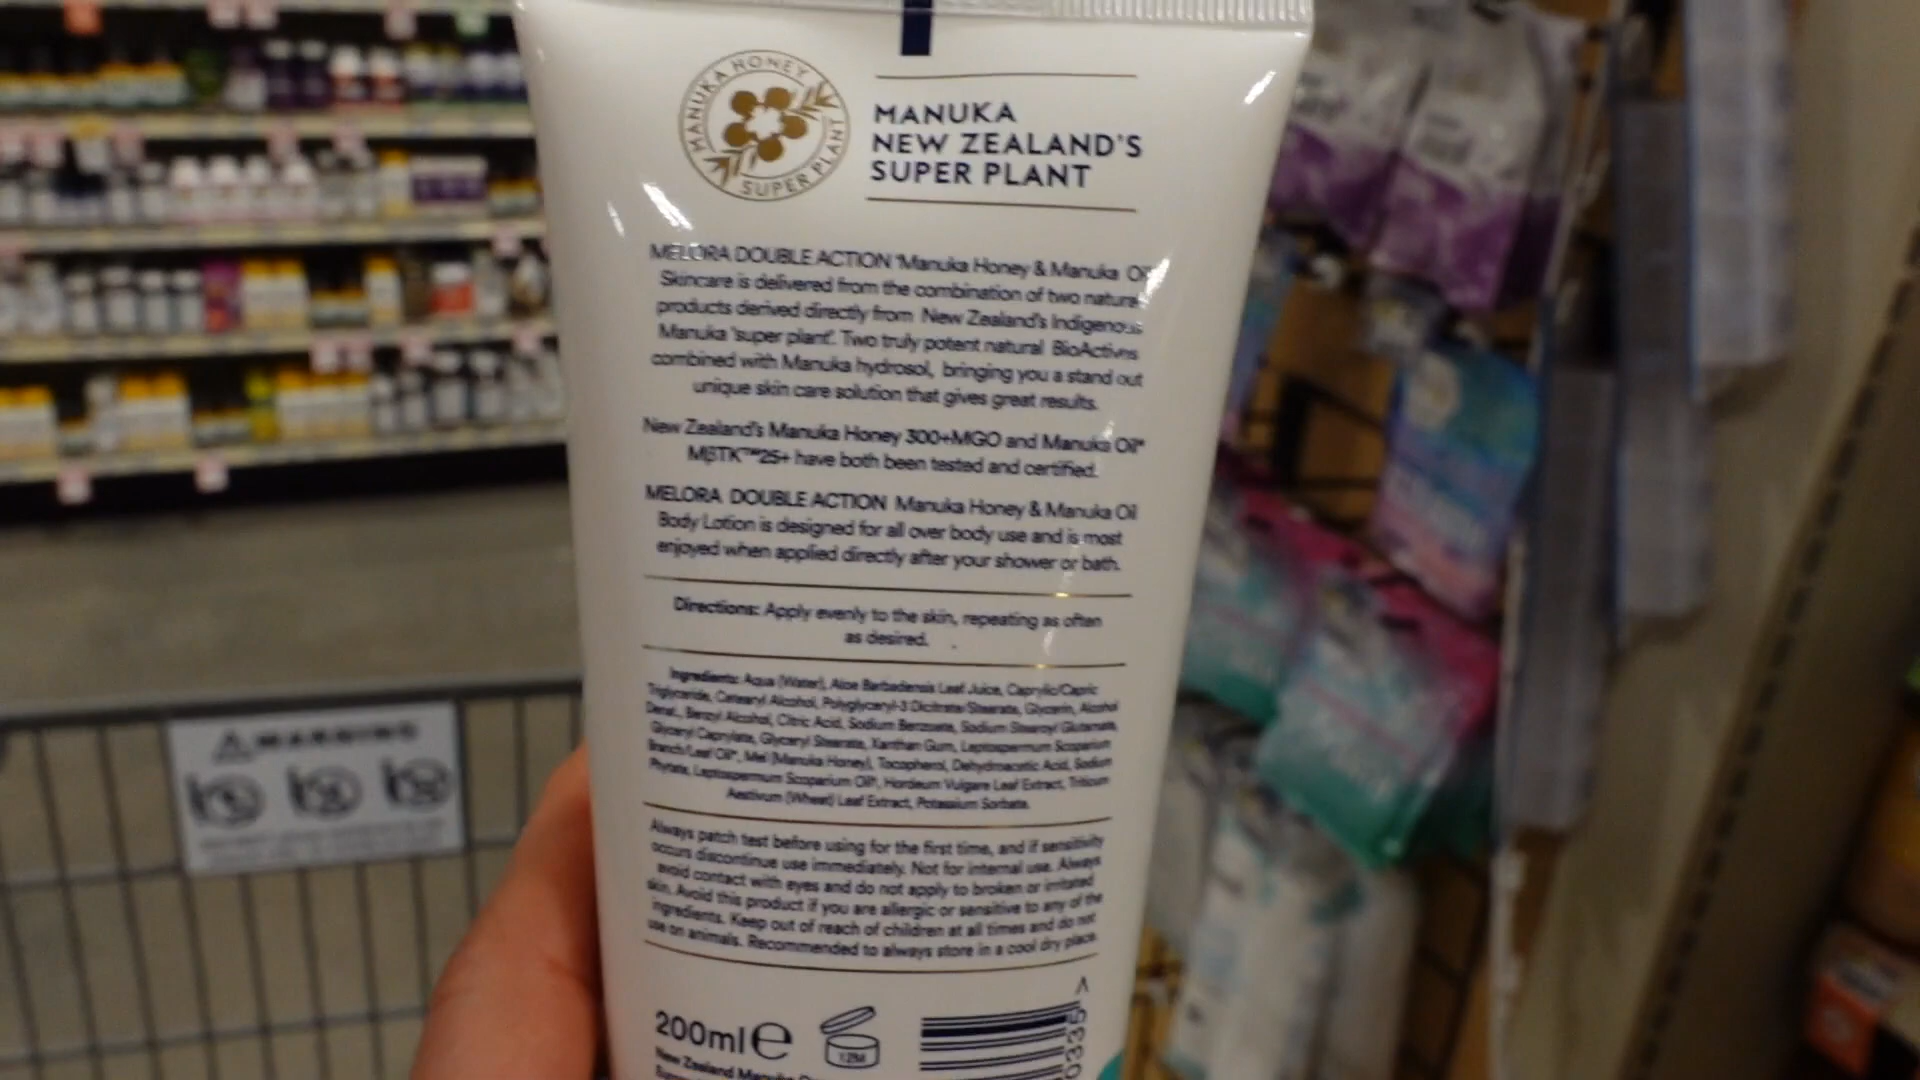 MANUKA HONEY
SUPER PLANT
MANUKA
NEW ZEALAND'S
SUPER PLANT
MELORA DOUBLE ACTION 'Manuka Honey & Manuka
Skincare is delivered from the combination of two
products derived directly from New Zealand's Indigenous
Manuka 'super plant'. Two truly potent natural BioActives
combined with Manuka hydrosol, bringing you a stand out
unique skin care solution that gives great results.
New Zealand's Manuka Honey 300+MGO and Manuka Oil*
MβTK™25+ have both been tested and certified.
MELORA DOUBLE ACTION Manuka Honey & Manuka Oil
Body Lotion is designed for all over body use and is most
enjoyed when applied directly after your shower or bath.
Directions: Apply evenly to the skin, repeating as often
as desired.
Ingredients: Aqua (Water), Aloe Barbadensis Leaf Juice, Caprylic/Capric
Triglyceride, Cetearyl Alcohol, Polyglyceryl-3 Dicitrate/Stearate, Glycerin, Alcohol
Denat., Benzyl Alcohol, Citric Acid, Sodium Benzoate, Sodium Stearoyl Glutamate,
Glyceryl Caprylate, Glyceryl Stearate, Xanthan Gum, Leptospermum Scoparium
Branch/Leaf Oil*, Mel (Manuka Honey), Tocopherol, Dehydroacetic Acid, Sodium
Phytate, Leptospermum Scoparium Oil*, Hordeum Vulgare Leaf Extract, Triticum
Aestivum (Wheat) Leaf Extract, Potassium Sorbate.
Always patch test before using for the first time, and if sensitivity
occurs discontinue use immediately. Not for internal use. Always
avoid contact with eyes and do not apply to broken or irritated
skin. Avoid this product if you are allergic or sensitive to any of the
ingredients. Keep out of reach of children at all times and do not
use on animals. Recommended to always store in a cool dry place.
200ml e
12M
New Zealand Manuka
WARNING